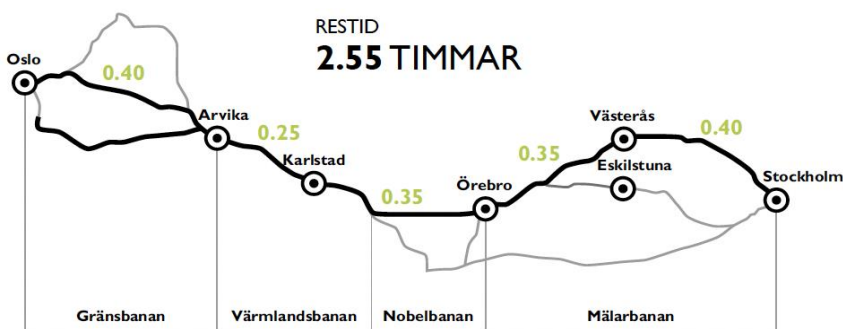 RESTID
2.55 TIMMAR
Oslo
0.40
Arvika
0.25
Karlstad
0.35
Örebro
0.35
Västerås
Eskilstuna
0.40
Stockholm
Gränsbanan
Värmlandsbanan
Nobelbanan
Mälarbanan